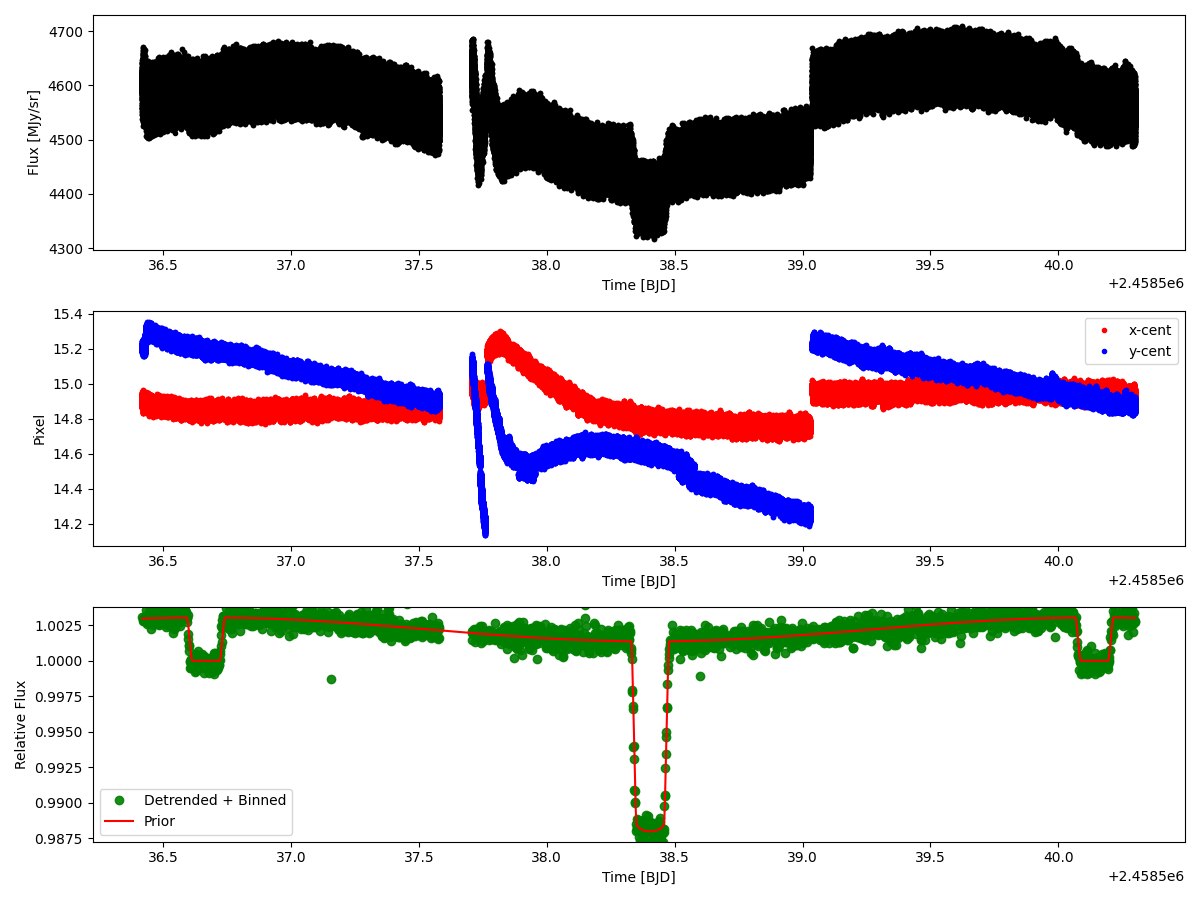 Flux [MJy/sr]
4700
4600
4500
4400
4300
36.5 37.0 37.5 38.0 38.5 39.0 39.5 40.0
Time [BJD]
+2.4585e6
Pixel
15.4
15.2
15.0
14.8
14.6
14.4
14.2
x-cent
y-cent
36.5 37.0 37.5 38.0 38.5 39.0 39.5 40.0
Time [BJD]
+2.4585e6
Relative Flux
1.0025
1.0000
0.9975
0.9950
0.9925
0.9900
0.9875
Detrended + Binned
Prior
36.5 37.0 37.5 38.0 38.5 39.0 39.5 40.0
Time [BJD]
+2.4585e6